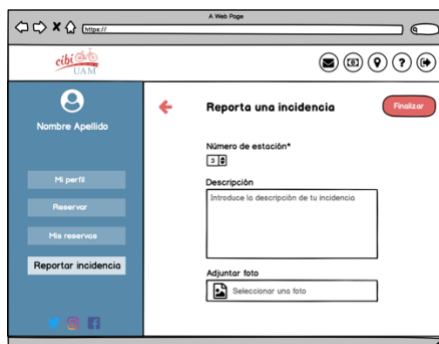 A Web Page
https://
cibi
UAM
Nombre Apellido
Mi perfil
Reservar
Mis reservas
Reportar incidencia
Reporta una incidencia
Finalizar
Número de estación*
3
Descripción
Introduce la descripción de tu incidencia
Adjuntar foto
Seleccionar una foto